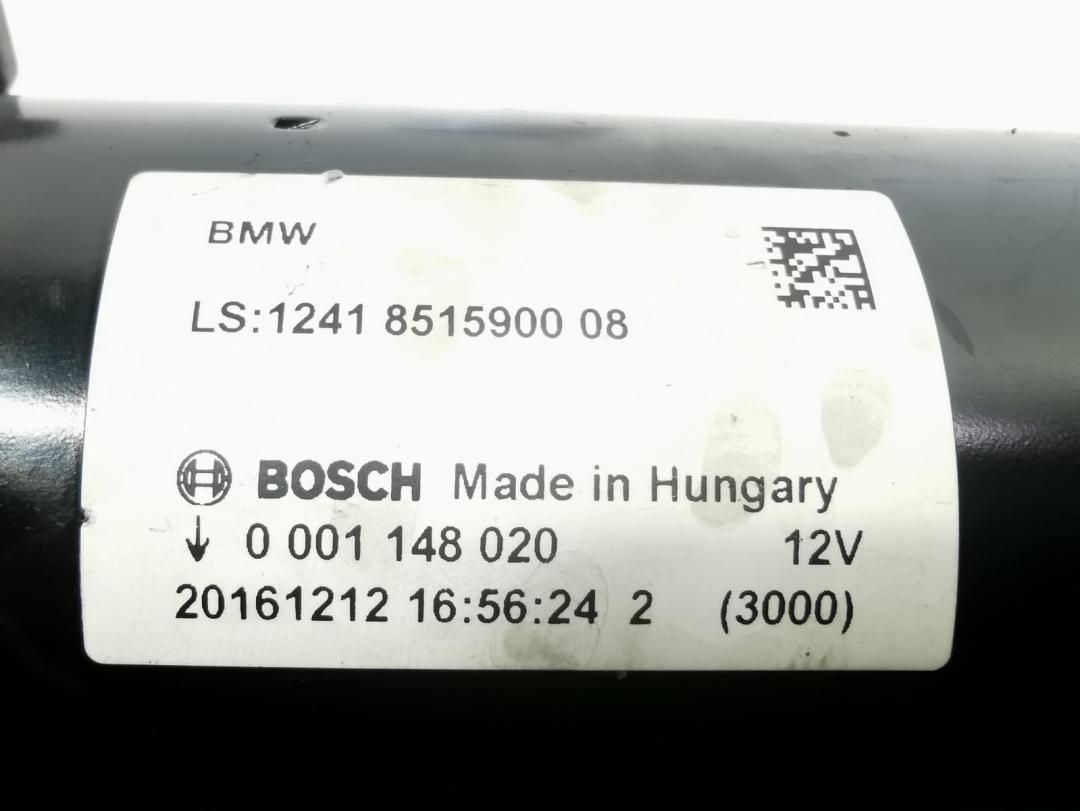 BMW
LS:1241 8515900 08
BOSCH Made in Hungary
↓ 0 001 148 020 12V
20161212 16:56:24 2 (3000)